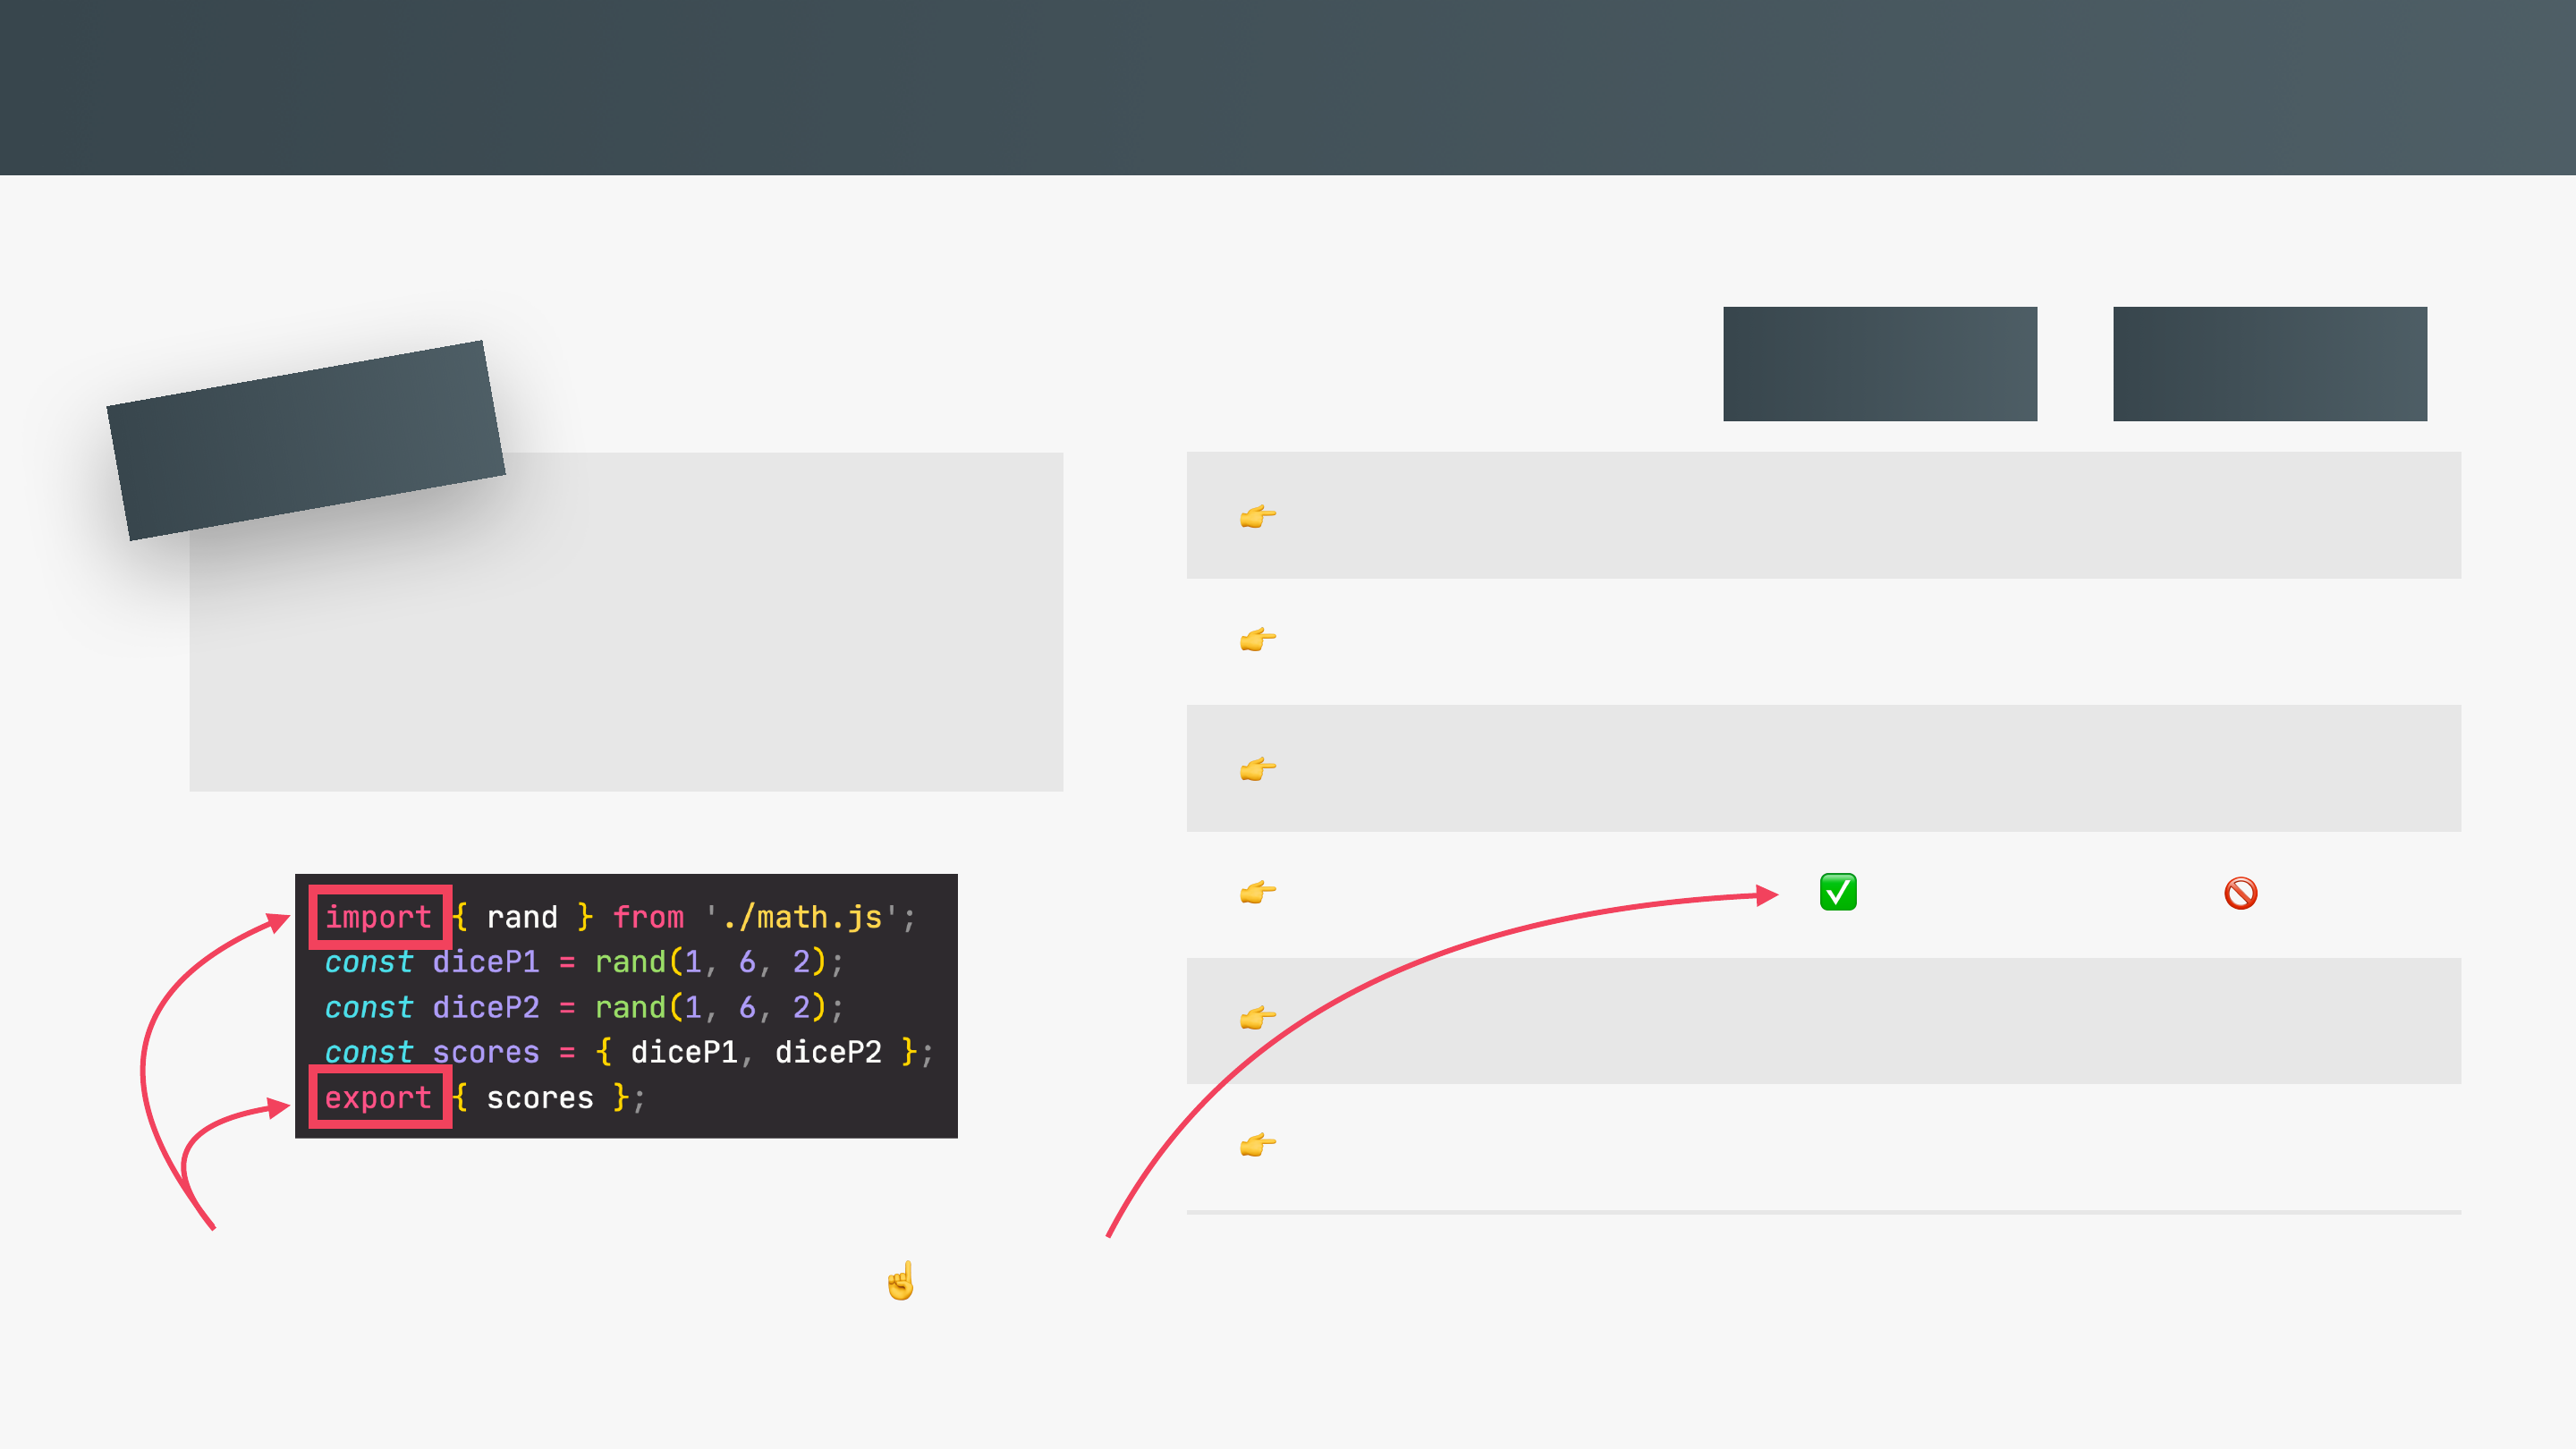 import { rand } from './math.js';
const diceP1 = rand(1, 6, 2);
const diceP2 = rand(1, 6, 2);
const scores = { diceP1, diceP2 };
export { scores };